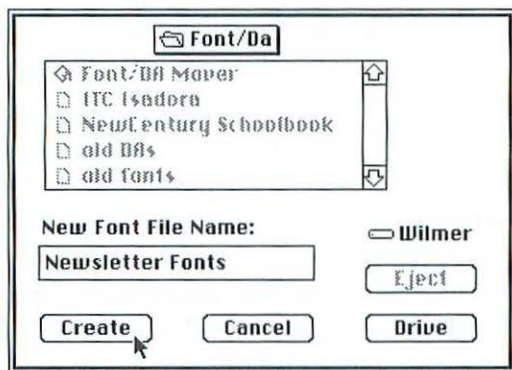 Font/Da
Font/DA Mover
ITC Isadora
NewCentury Schoolbook
old DAs
old fonts
New Font File Name:
Wilmer
Newsletter Fonts
Eject
Create
Cancel
Drive